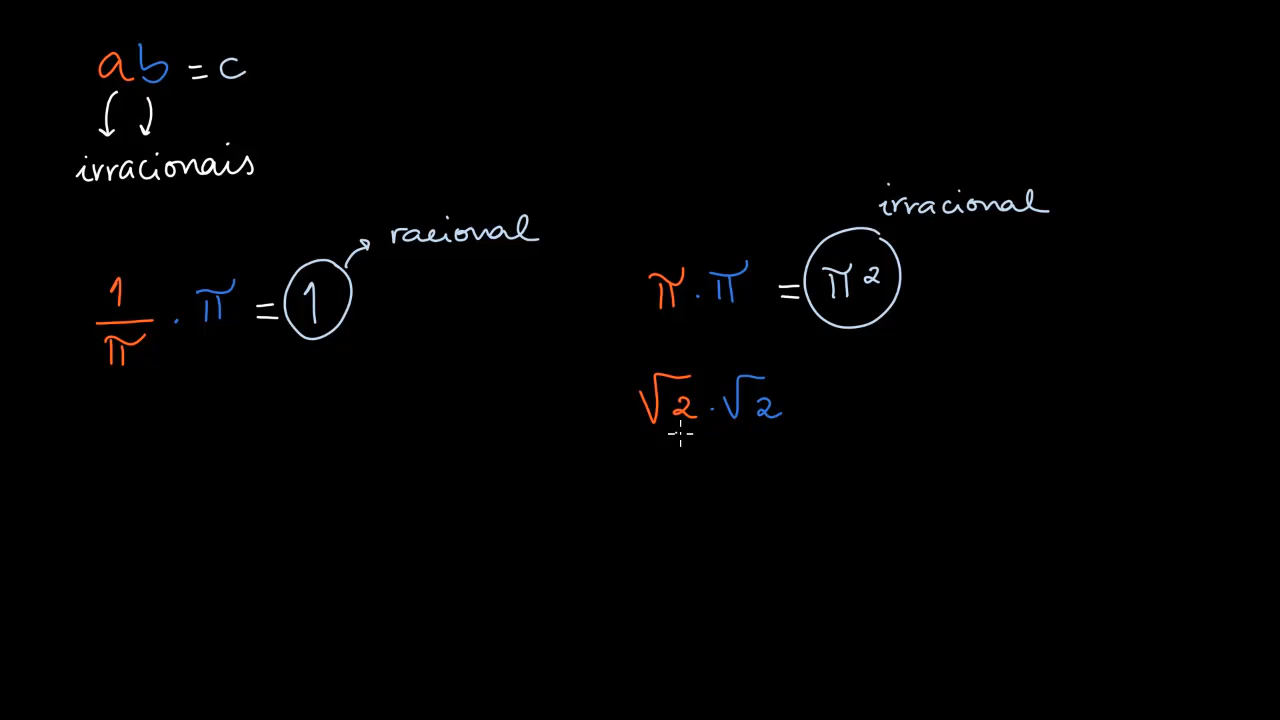 ab = c
irracionais
1/π · π = 1
racional
irracional
π · π = π²
√2 · √2